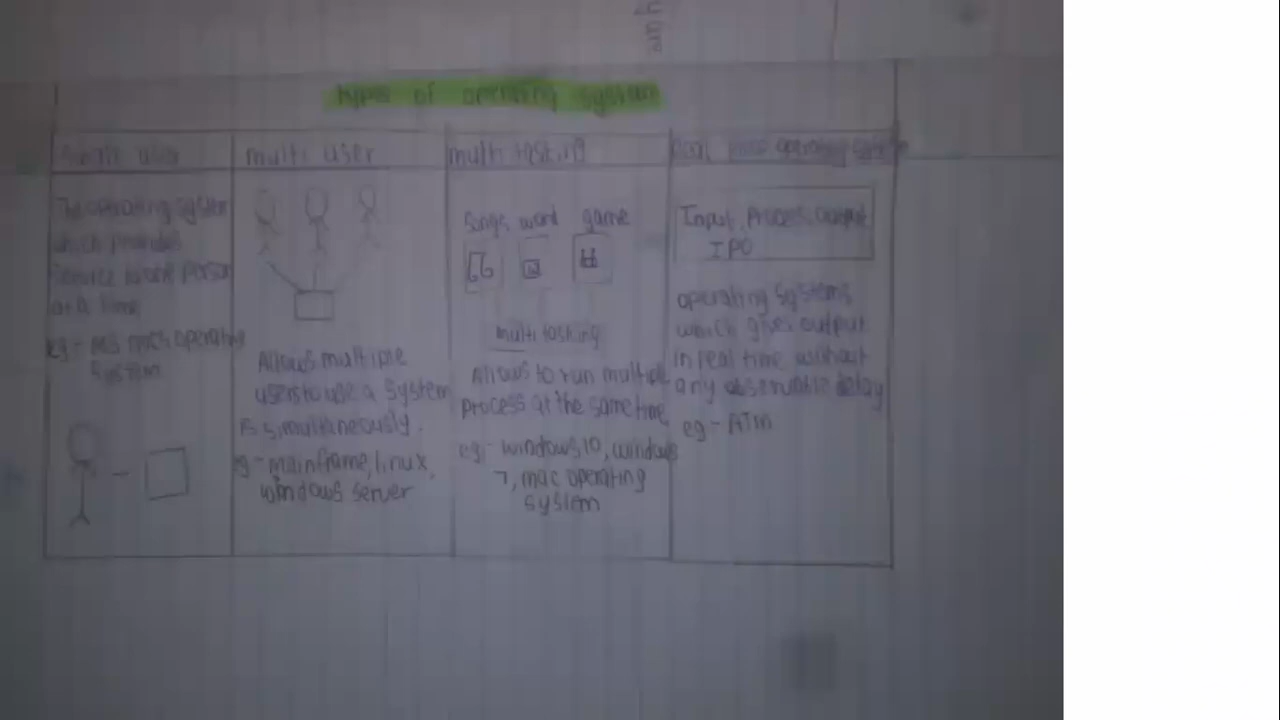 types of operating system
single user
multi user
multi tasking
Real time operating system
The operating system
which provides
service to one person
at a time
eg:- MS operating
system
Allows multiple
users to use a system
simultineously.
eg:- mainframe, linux,
windows server
songs word game
multi tasking
Allows to run multiple
process at the same time
eg:- windows 10, windows
7, mac operating
system
Input, Process, output
IPO
operating systems
which gives output
in real time without
any observable delay
eg:- ATM